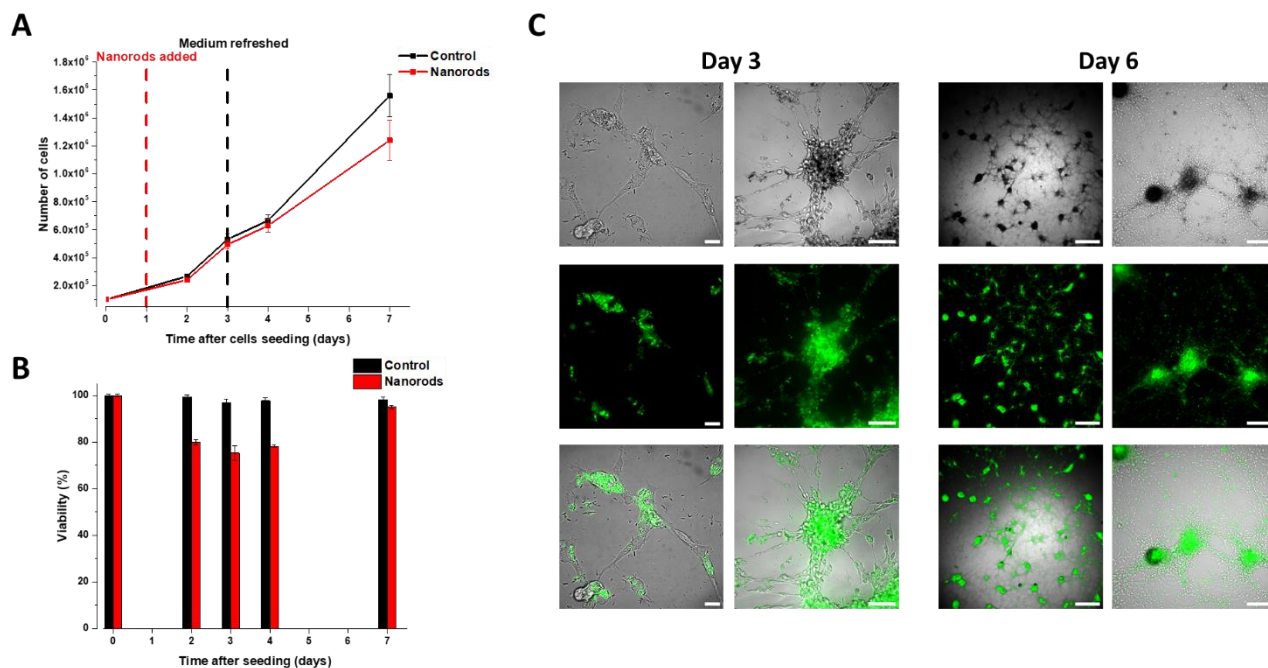 A
Medium refreshed
Nanorods added
Control
Nanorods
1.8x10⁶
1.6x10⁶
1.4x10⁶
1.2x10⁶
1.0x10⁶
8.0x10⁵
6.0x10⁵
4.0x10⁵
2.0x10⁵
Number of cells
0 1 2 3 4 5 6 7
Time after cells seeding (days)
B
Control
Nanorods
100
80
60
40
20
0
Viability (%)
0 1 2 3 4 5 6 7
Time after seeding (days)
C
Day 3
Day 6